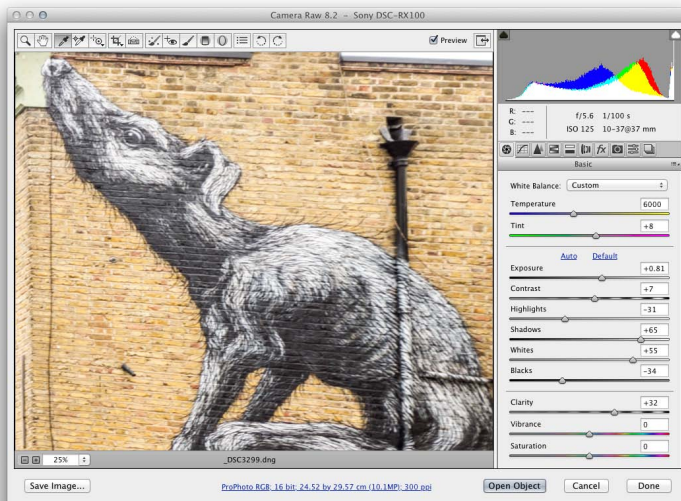 Camera Raw 8.2 – Sony DSC-RX100
Preview
R: ---
G: ---
B: ---
f/5.6 1/100 s
ISO 125 10-37@37 mm
fx
Basic
White Balance: Custom
Temperature 6000
Tint +8
Auto Default
Exposure +0.81
Contrast +7
Highlights -31
Shadows +65
Whites +55
Blacks -34
Clarity +32
Vibrance 0
Saturation 0
25% _DSC3299.dng
Save Image... ProPhoto RGB; 16 bit; 24.52 by 29.57 cm (10.1MP); 300 ppi Open Object Cancel Done